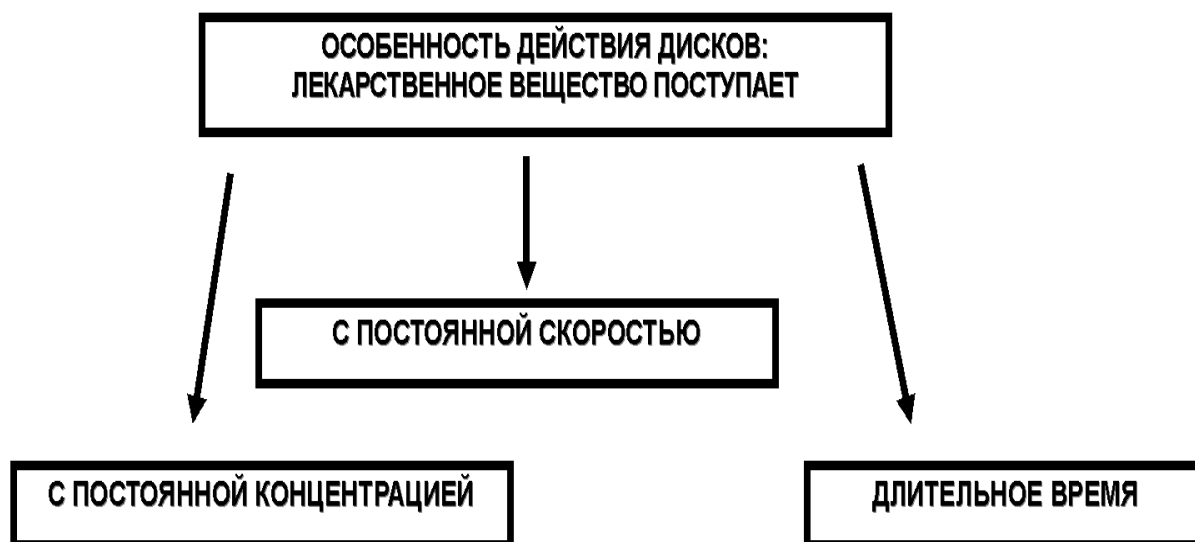 ОСОБЕННОСТЬ ДЕЙСТВИЯ ДИСКОВ:
ЛЕКАРСТВЕННОЕ ВЕЩЕСТВО ПОСТУПАЕТ
С ПОСТОЯННОЙ СКОРОСТЬЮ
С ПОСТОЯННОЙ КОНЦЕНТРАЦИЕЙ
ДЛИТЕЛЬНОЕ ВРЕМЯ